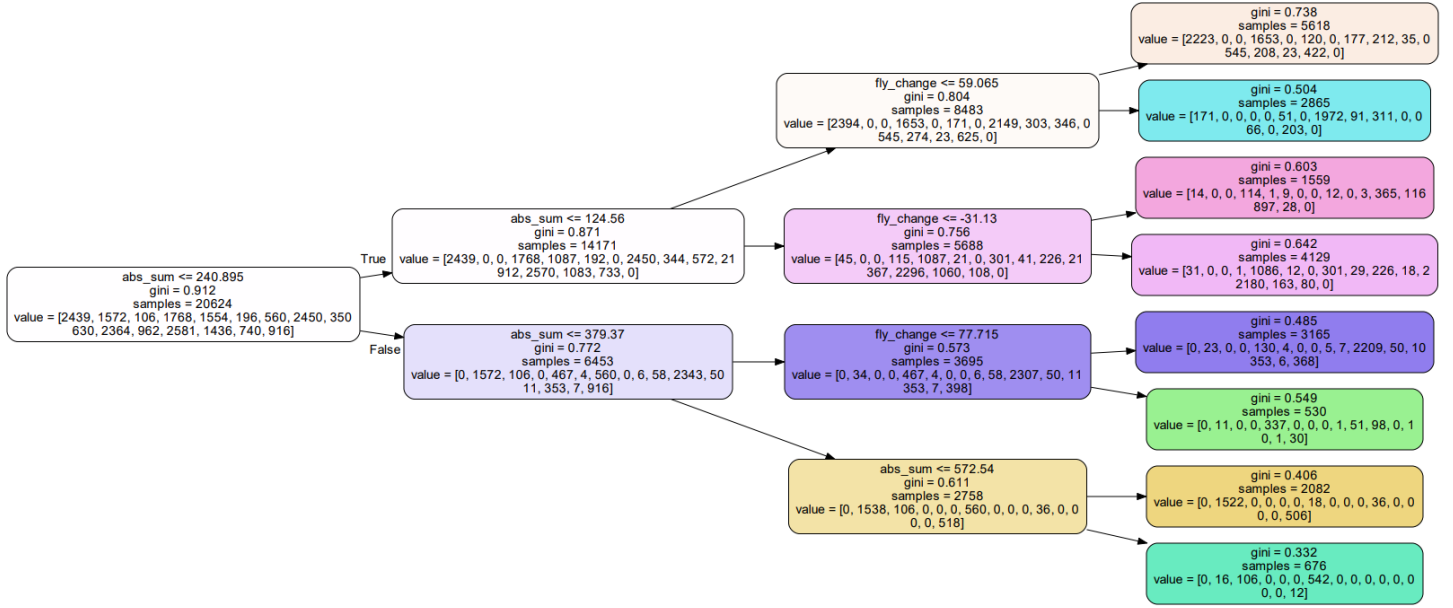 abs_sum <= 240.895
gini = 0.912
samples = 20624
value = [2439, 1572, 106, 1768, 1554, 196, 560, 2450, 350
630, 2364, 962, 2581, 1436, 740, 916]
True
False
abs_sum <= 124.56
gini = 0.871
samples = 14171
value = [2439, 0, 0, 1768, 1087, 192, 0, 2450, 344, 572, 21
912, 2570, 1083, 733, 0]
abs_sum <= 379.37
gini = 0.772
samples = 6453
value = [0, 1572, 106, 0, 467, 4, 560, 0, 6, 58, 2343, 50
11, 353, 7, 916]
fly_change <= 59.065
gini = 0.804
samples = 8483
value = [2394, 0, 0, 1653, 0, 171, 0, 2149, 303, 346, 0
545, 274, 23, 625, 0]
fly_change <= -31.13
gini = 0.756
samples = 5688
value = [45, 0, 0, 115, 1087, 21, 0, 301, 41, 226, 21
367, 2296, 1060, 108, 0]
fly_change <= 77.715
gini = 0.573
samples = 3695
value = [0, 34, 0, 0, 467, 4, 0, 0, 6, 58, 2307, 50, 11
353, 7, 398]
abs_sum <= 572.54
gini = 0.611
samples = 2758
value = [0, 1538, 106, 0, 0, 0, 560, 0, 0, 0, 36, 0, 0
0, 0, 518]
gini = 0.738
samples = 5618
value = [2223, 0, 0, 1653, 0, 120, 0, 177, 212, 35, 0
545, 208, 23, 422, 0]
gini = 0.504
samples = 2865
value = [171, 0, 0, 0, 0, 51, 0, 1972, 91, 311, 0, 0
66, 0, 203, 0]
gini = 0.603
samples = 1559
value = [14, 0, 0, 114, 1, 9, 0, 0, 12, 0, 3, 365, 116
897, 28, 0]
gini = 0.642
samples = 4129
value = [31, 0, 0, 1, 1086, 12, 0, 301, 29, 226, 18, 2
2180, 163, 80, 0]
gini = 0.485
samples = 3165
value = [0, 23, 0, 0, 130, 4, 0, 0, 5, 7, 2209, 50, 10
353, 6, 368]
gini = 0.549
samples = 530
value = [0, 11, 0, 0, 337, 0, 0, 0, 1, 51, 98, 0, 1
0, 1, 30]
gini = 0.406
samples = 2082
value = [0, 1522, 0, 0, 0, 0, 18, 0, 0, 0, 36, 0, 0
0, 0, 506]
gini = 0.332
samples = 676
value = [0, 16, 106, 0, 0, 0, 542, 0, 0, 0, 0, 0, 0
0, 0, 12]